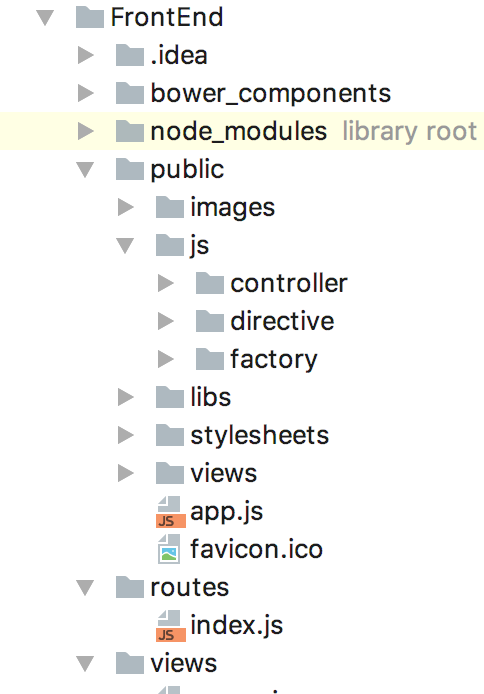 FrontEnd
.idea
bower_components
node_modules library root
public
images
js
controller
directive
factory
libs
stylesheets
views
JS app.js
favicon.ico
routes
JS index.js
views